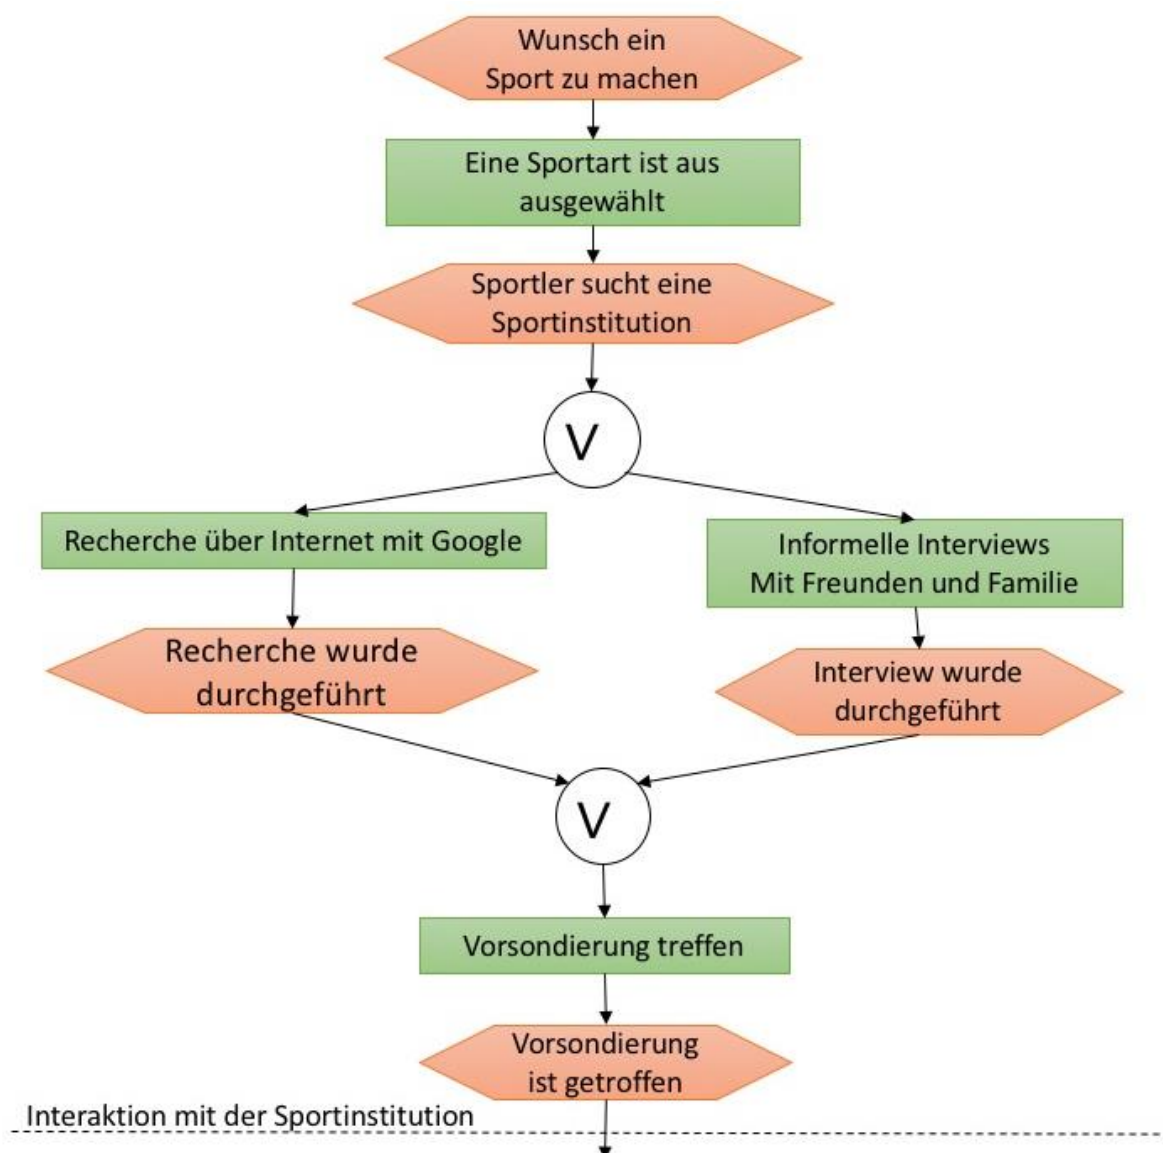 Wunsch ein
Sport zu machen
Eine Sportart ist aus
ausgewählt
Sportler sucht eine
Sportinstitution
V
Recherche über Internet mit Google
Informelle Interviews
Mit Freunden und Familie
Recherche wurde
durchgeführt
Interview wurde
durchgeführt
V
Vorsondierung treffen
Vorsondierung
ist getroffen
Interaktion mit der Sportinstitution